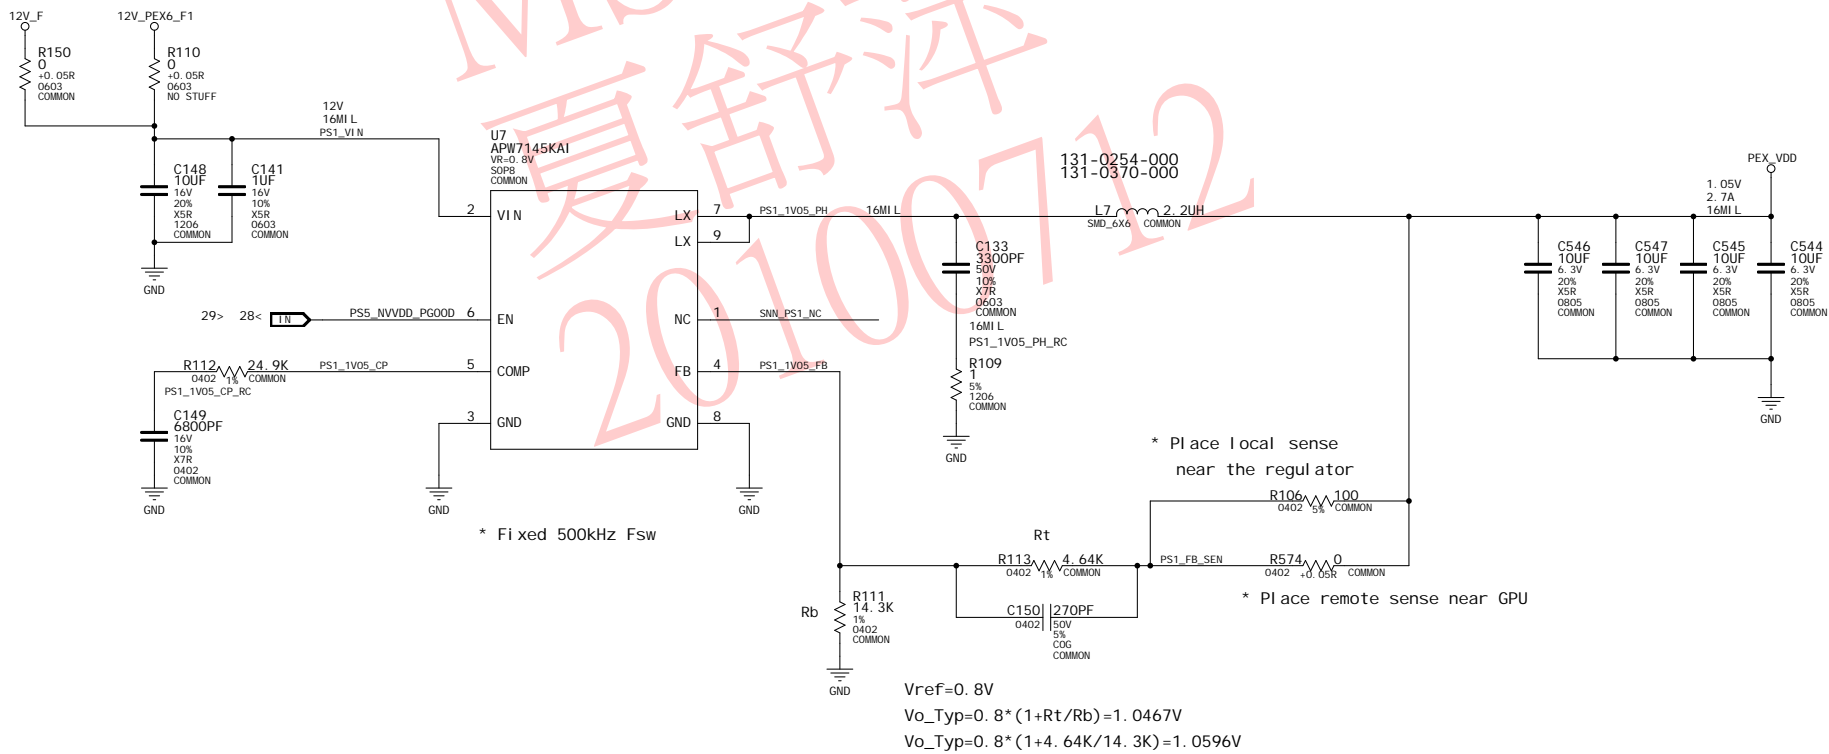 MS
夏舒萍
20100712
12V_F
R150
0
+0.05R
0603
COMMON
12V_PEX6_F1
R110
0
+0.05R
0603
NO STUFF
12V
16MIL
PS1_VIN
C148
10UF
16V
20%
X5R
1206
COMMON
C141
1UF
16V
10%
X5R
0603
COMMON
GND
U7
APW7145KAI
VR=0.8V
SOP8
COMMON
2 VIN
LX 7
LX 9
6 EN
NC 1
5 COMP
FB 4
3 GND
GND 8
29> 28< IN PS5_NVVDD_PGOOD
R112 24.9K
0402 1% COMMON
PS1_1V05_CP
PS1_1V05_CP_RC
C149
6800PF
16V
10%
X7R
0402
COMMON
GND
GND
GND
* Fixed 500kHz Fsw
PS1_1V05_PH
16MIL
SNN_PS1_NC
PS1_1V05_FB
C133
3300PF
50V
10%
X7R
0603
COMMON
16MIL
PS1_1V05_PH_RC
R109
1
5%
1206
COMMON
GND
131-0254-000
131-0370-000
L7 2.2UH
SMD_6X6 COMMON
PEX_VDD
1.05V
2.7A
16MIL
C546
10UF
6.3V
20%
X5R
0805
COMMON
C547
10UF
6.3V
20%
X5R
0805
COMMON
C545
10UF
6.3V
20%
X5R
0805
COMMON
C544
10UF
6.3V
20%
X5R
0805
COMMON
GND
* Place local sense
near the regulator
R106 100
0402 5% COMMON
Rt
R113 4.64K
0402 1% COMMON
PS1_FB_SEN
R574 0
0402 +0.05R COMMON
* Place remote sense near GPU
C150 270PF
0402 50V
5%
COG
COMMON
Rb
R111
14.3K
1%
0402
COMMON
GND
Vref=0.8V
Vo_Typ=0.8*(1+Rt/Rb)=1.0467V
Vo_Typ=0.8*(1+4.64K/14.3K)=1.0596V